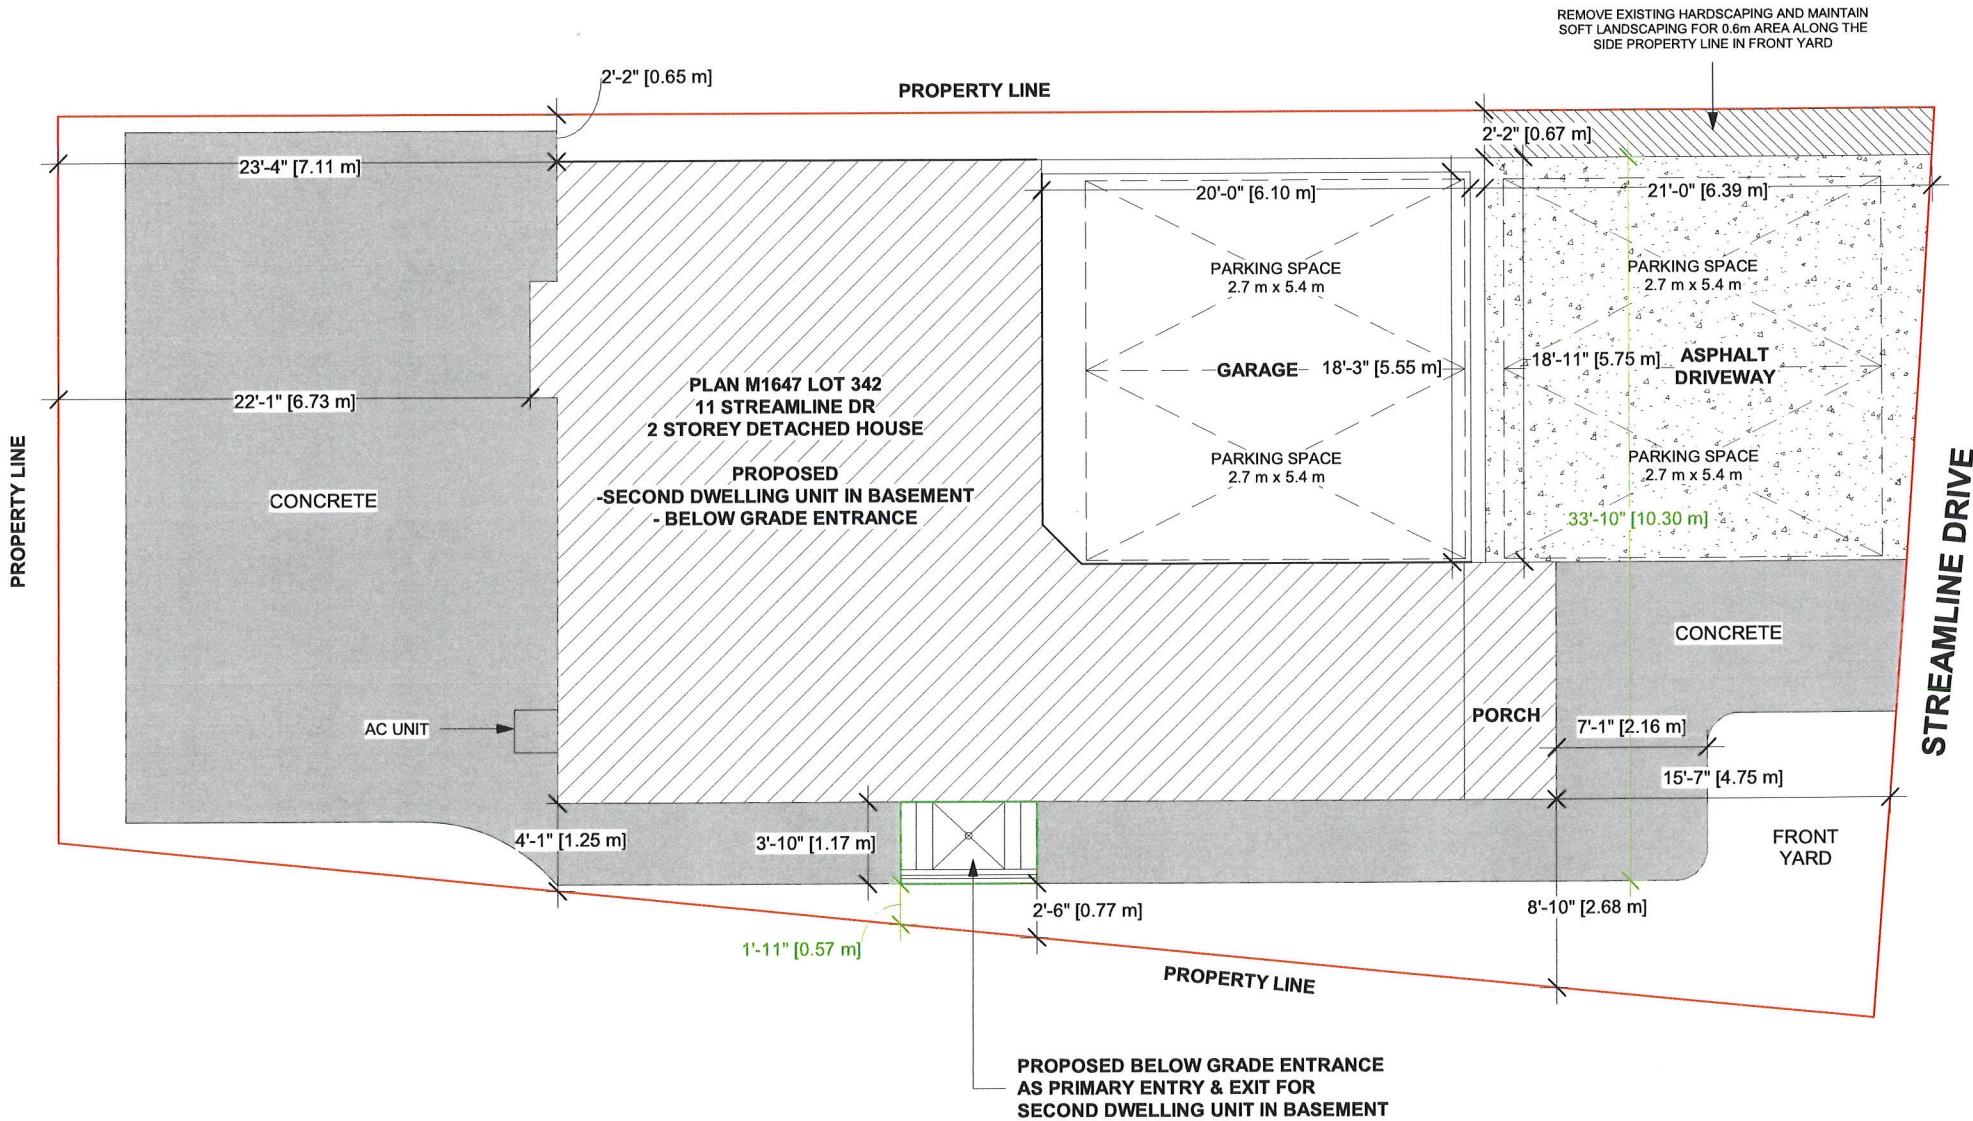 REMOVE EXISTING HARDSCAPING AND MAINTAIN
SOFT LANDSCAPING FOR 0.6m AREA ALONG THE
SIDE PROPERTY LINE IN FRONT YARD
2'-2" [0.65 m]
PROPERTY LINE
2'-2" [0.67 m]
23'-4" [7.11 m]
20'-0" [6.10 m]
21'-0" [6.39 m]
PARKING SPACE
2.7 m x 5.4 m
PARKING SPACE
2.7 m x 5.4 m
GARAGE
18'-3" [5.55 m]
18'-11" [5.75 m]
ASPHALT
DRIVEWAY
PLAN M1647 LOT 342
11 STREAMLINE DR
2 STOREY DETACHED HOUSE
22'-1" [6.73 m]
PROPERTY LINE
PARKING SPACE
2.7 m x 5.4 m
PARKING SPACE
2.7 m x 5.4 m
PROPOSED
-SECOND DWELLING UNIT IN BASEMENT
- BELOW GRADE ENTRANCE
CONCRETE
33'-10" [10.30 m]
STREAMLINE DRIVE
CONCRETE
AC UNIT
PORCH
7'-1" [2.16 m]
15'-7" [4.75 m]
4'-1" [1.25 m]
3'-10" [1.17 m]
FRONT
YARD
2'-6" [0.77 m]
8'-10" [2.68 m]
1'-11" [0.57 m]
PROPERTY LINE
PROPOSED BELOW GRADE ENTRANCE
AS PRIMARY ENTRY & EXIT FOR
SECOND DWELLING UNIT IN BASEMENT